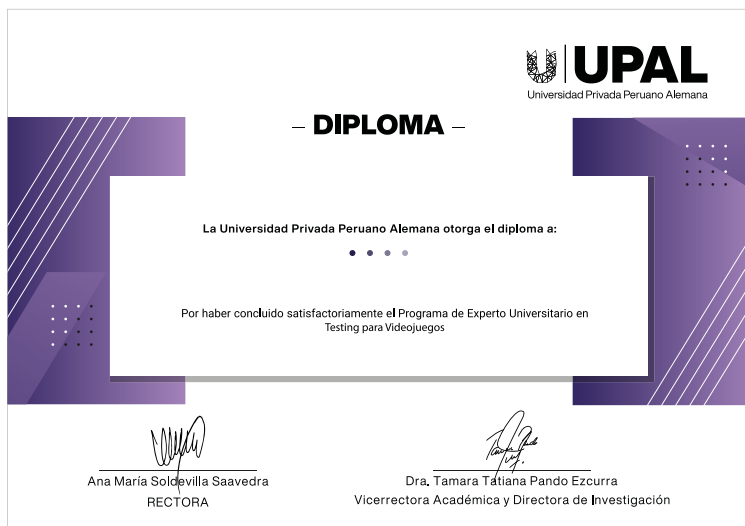 UPAL
Universidad Privada Peruano Alemana
– DIPLOMA –
La Universidad Privada Peruano Alemana otorga el diploma a:
Por haber concluido satisfactoriamente el Programa de Experto Universitario en
Testing para Videojuegos
Ana María Soldevilla Saavedra
RECTORA
Dra. Tamara Tatiana Pando Ezcurra
Vicerrectora Académica y Directora de Investigación